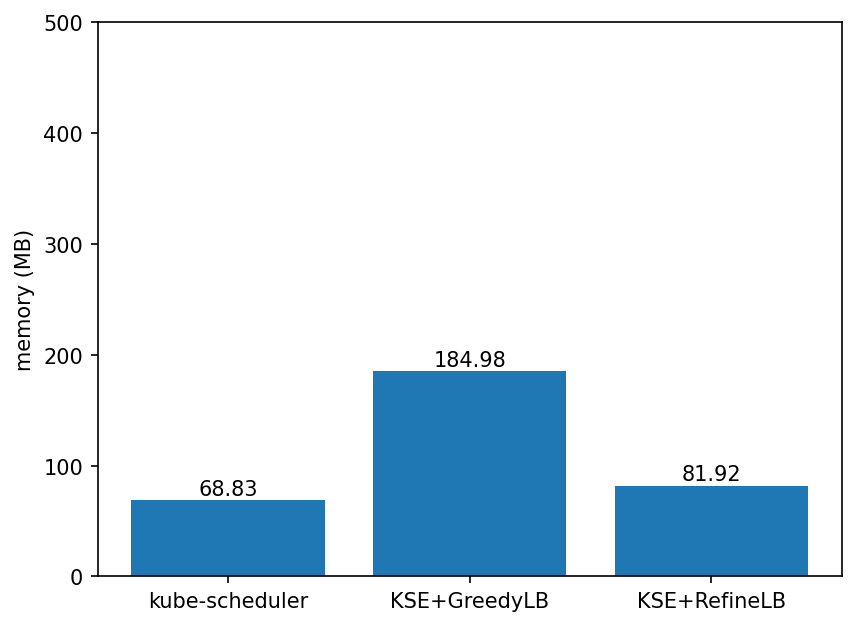 500
400
300
200
100
0
memory (MB)
68.83
184.98
81.92
kube-scheduler
KSE+GreedyLB
KSE+RefineLB